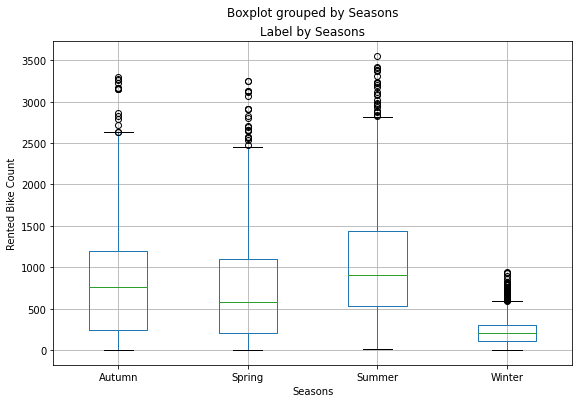 Boxplot grouped by Seasons
Label by Seasons
3500
3000
2500
2000
1500
1000
500
0
Rented Bike Count
Autumn
Spring
Summer
Winter
Seasons